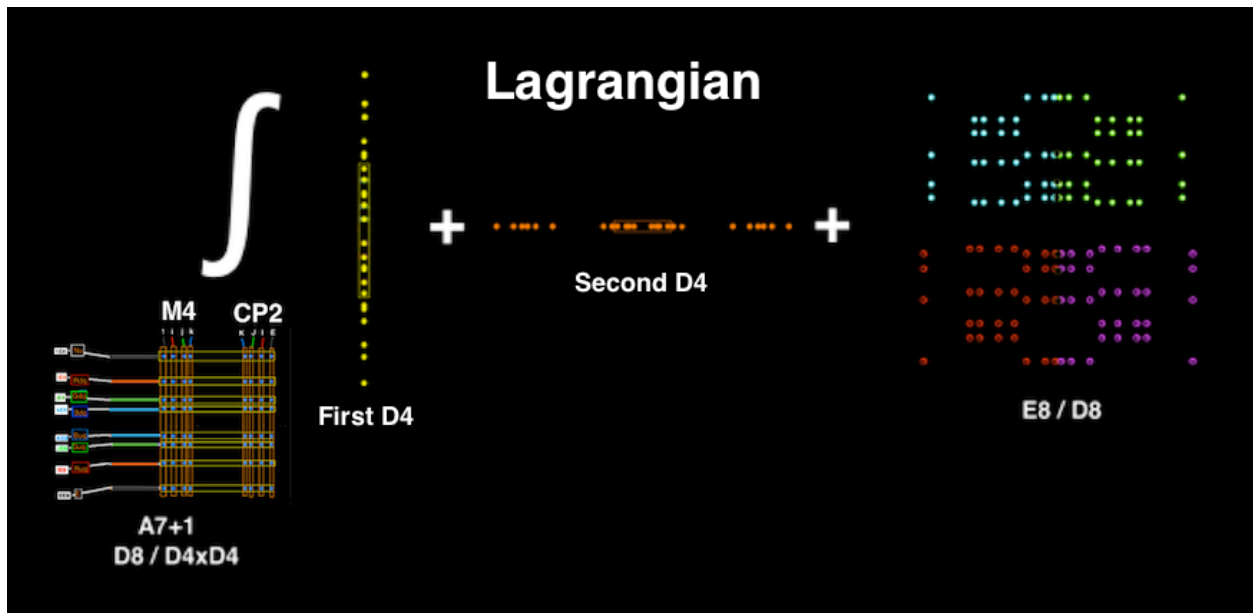 Lagrangian
∫
+
+
Second D4
M4
CP2
First D4
E8 / D8
A7+1
D8 / D4xD4